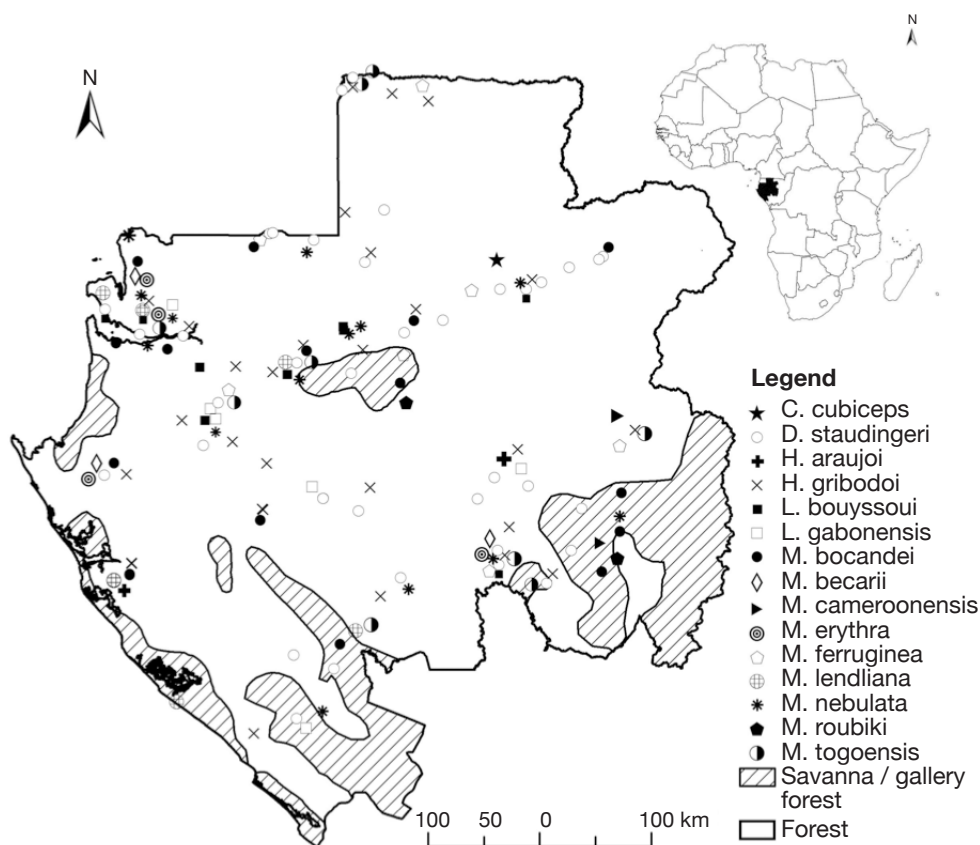 N
N
Legend
C. cubiceps
D. staudingeri
H. araujoi
H. gribodoi
L. bouyssoui
L. gabonensis
M. bocandei
M. becarii
M. cameroonensis
M. erythra
M. ferruginea
M. lendliana
M. nebulata
M. roubiki
M. togoensis
Savanna / gallery
forest
Forest
100 50 0 100 km